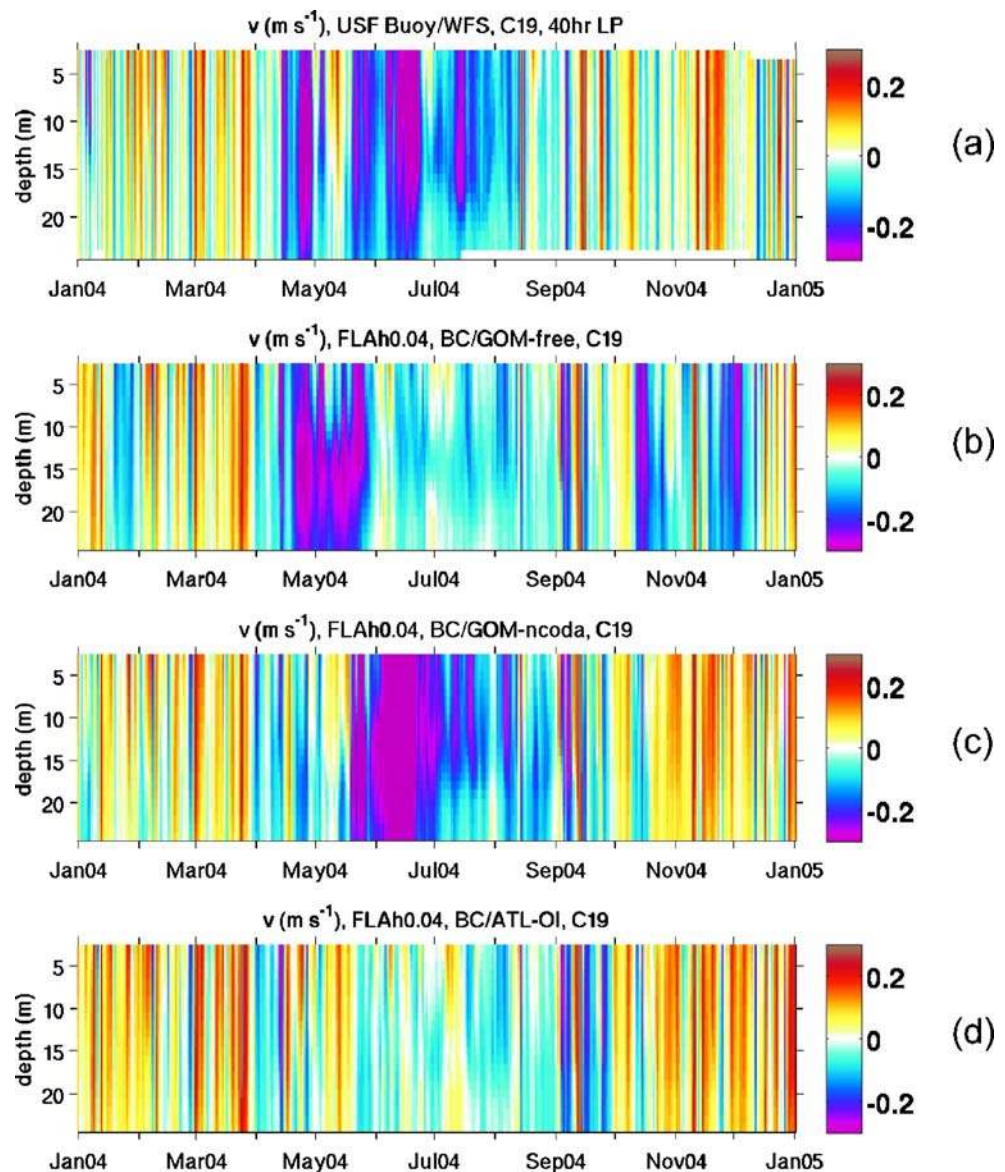 v (m s⁻¹), USF Buoy/WFS, C19, 40hr LP
depth (m)
5
10
15
20
Jan04 Mar04 May04 Jul04 Sep04 Nov04 Jan05
0.2
0
-0.2
(a)
v (m s⁻¹), FLAh0.04, BC/GOM-free, C19
depth (m)
5
10
15
20
Jan04 Mar04 May04 Jul04 Sep04 Nov04 Jan05
0.2
0
-0.2
(b)
v (m s⁻¹), FLAh0.04, BC/GOM-ncoda, C19
depth (m)
5
10
15
20
Jan04 Mar04 May04 Jul04 Sep04 Nov04 Jan05
0.2
0
-0.2
(c)
v (m s⁻¹), FLAh0.04, BC/ATL-OI, C19
depth (m)
5
10
15
20
Jan04 Mar04 May04 Jul04 Sep04 Nov04 Jan05
0.2
0
-0.2
(d)